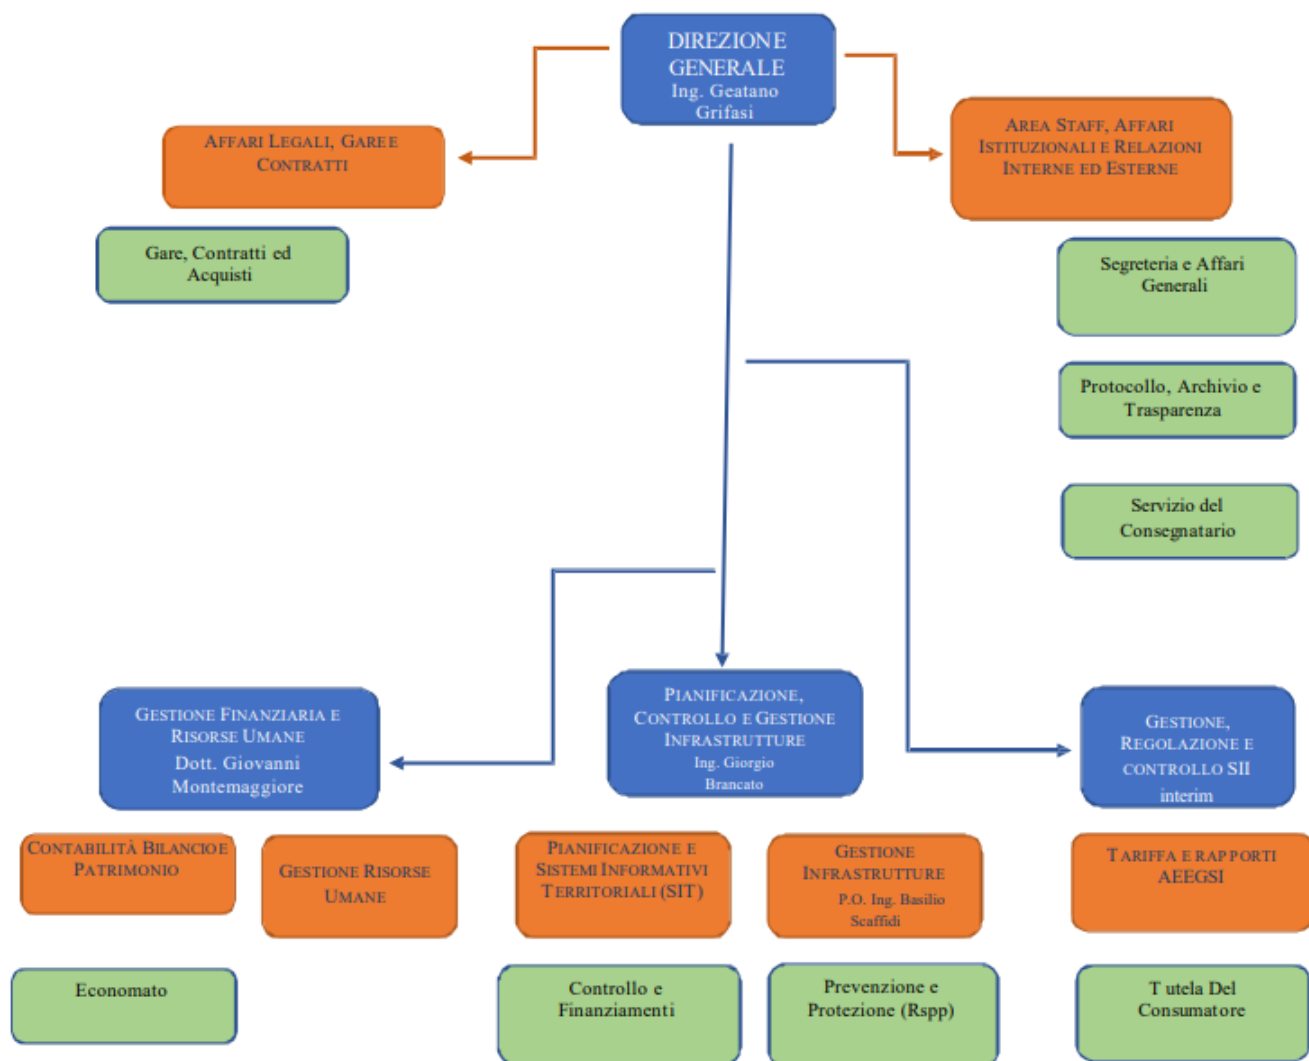 DIREZIONE
GENERALE
Ing. Geatano
Grifasi
AFFARI LEGALI, GARE E
CONTRATTI
AREA STAFF, AFFARI
ISTITUZIONALI E RELAZIONI
INTERNE ED ESTERNE
Gare, Contratti ed
Acquisti
Segreteria e Affari
Generali
Protocollo, Archivio e
Trasparenza
Servizio del
Consegnatario
GESTIONE FINANZIARIA E
RISORSE UMANE
Dott. Giovanni
Montemaggiore
PIANIFICAZIONE,
CONTROLLO E GESTIONE
INFRASTRUTTURE
Ing. Giorgio
Brancato
GESTIONE,
REGOLAZIONE E
CONTROLLO SII
interim
CONTABILITÀ BILANCIO E
PATRIMONIO
GESTIONE RISORSE
UMANE
PIANIFICAZIONE E
SISTEMI INFORMATIVI
TERRITORIALI (SIT)
GESTIONE
INFRASTRUTTURE
P.O. Ing. Basilio
Scaffidi
TARIFFA E RAPPORTI
AEEGSI
Economato
Controllo e
Finanziamenti
Prevenzione e
Protezione (Rspp)
T utela Del
Consumatore